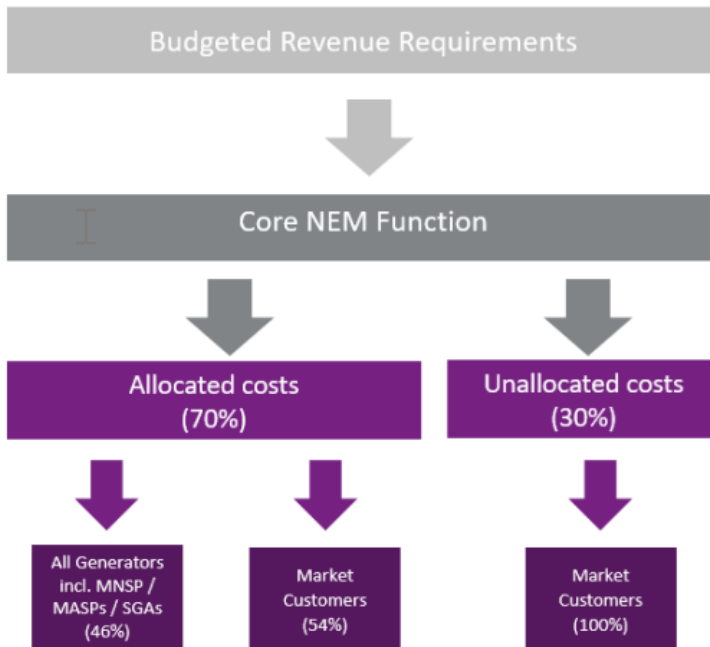 Budgeted Revenue Requirements
Core NEM Function
Allocated costs
(70%)
Unallocated costs
(30%)
All Generators
incl. MNSP /
MASPs / SGAs
(46%)
Market
Customers
(54%)
Market
Customers
(100%)